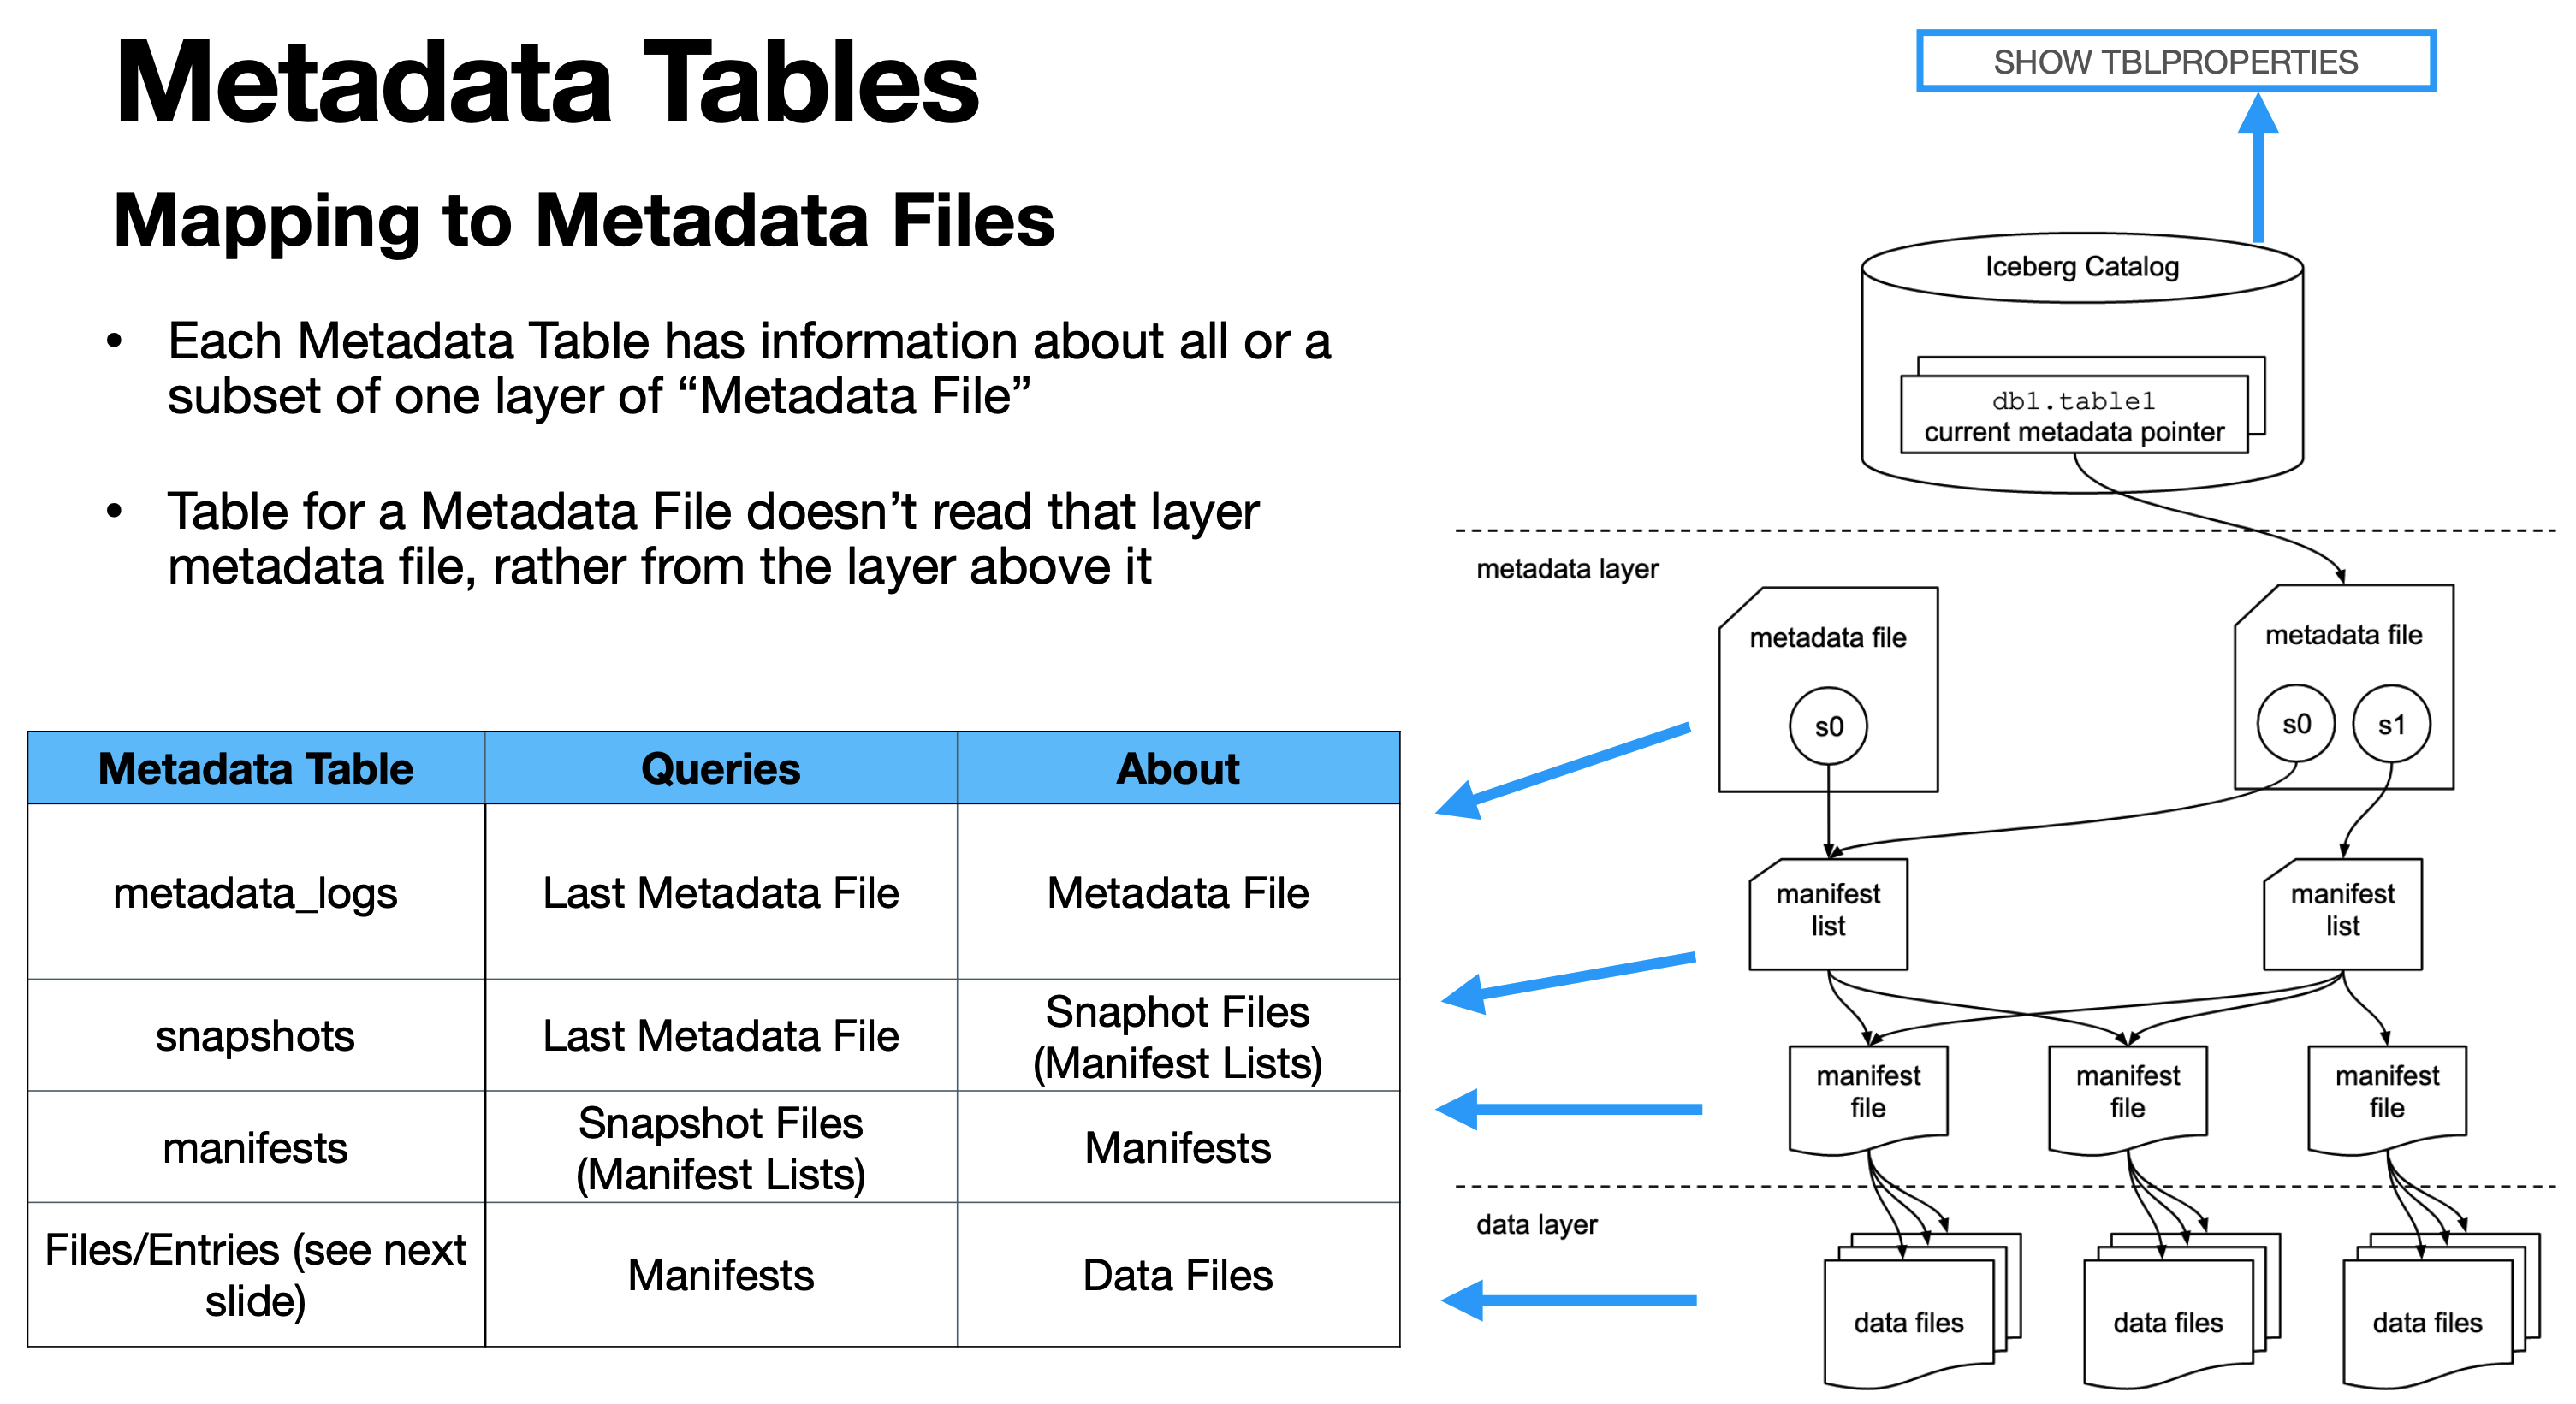 Metadata Tables
Mapping to Metadata Files
• Each Metadata Table has information about all or a
subset of one layer of “Metadata File”
• Table for a Metadata File doesn’t read that layer
metadata file, rather from the layer above it
Metadata Table
Queries
About
metadata_logs
Last Metadata File
Metadata File
snapshots
Last Metadata File
Snaphot Files
(Manifest Lists)
manifests
Snapshot Files
(Manifest Lists)
Manifests
Files/Entries (see next
slide)
Manifests
Data Files
SHOW TBLPROPERTIES
Iceberg Catalog
db1.table1
current metadata pointer
metadata layer
metadata file
s0
metadata file
s0
s1
manifest
list
manifest
list
manifest
file
manifest
file
manifest
file
data layer
data files
data files
data files